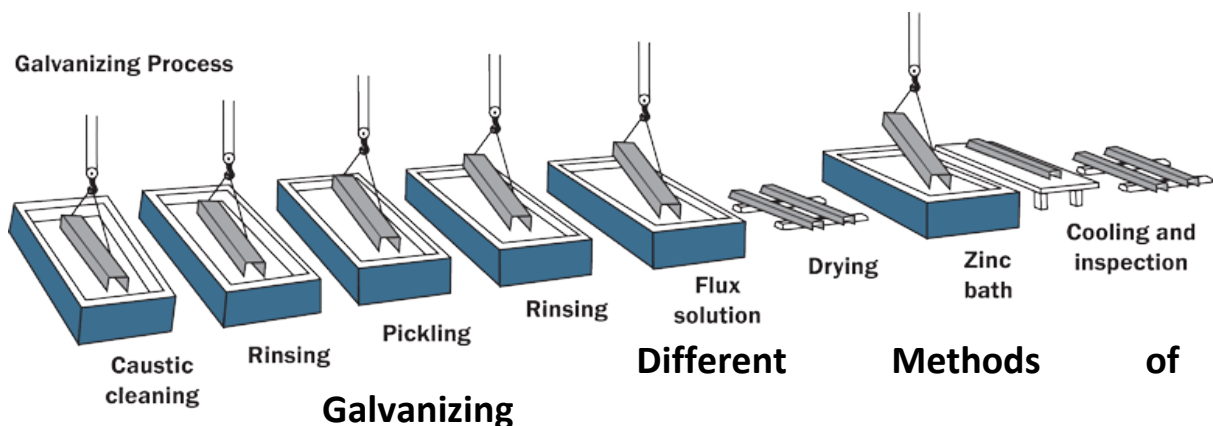 Galvanizing Process
Caustic
cleaning
Rinsing
Pickling
Rinsing
Flux
solution
Drying
Zinc
bath
Cooling and
inspection
Different Methods of
Galvanizing